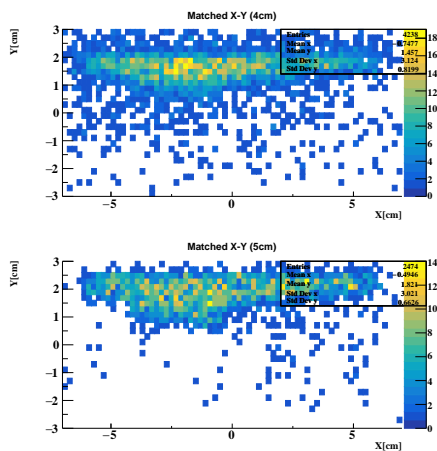 Matched X-Y (4cm)
Y[cm]
Entries 4238
Mean x -0.7477
Mean y 1.457
Std Dev x 3.124
Std Dev y 0.8199
3
2
1
0
−1
−2
−3
−5 0 5
X[cm]
18
16
14
12
10
8
6
4
2
0
Matched X-Y (5cm)
Y[cm]
Entries 2474
Mean x -0.4946
Mean y 1.821
Std Dev x 3.021
Std Dev y 0.6626
3
2
1
0
−1
−2
−3
−5 0 5
X[cm]
14
12
10
8
6
4
2
0